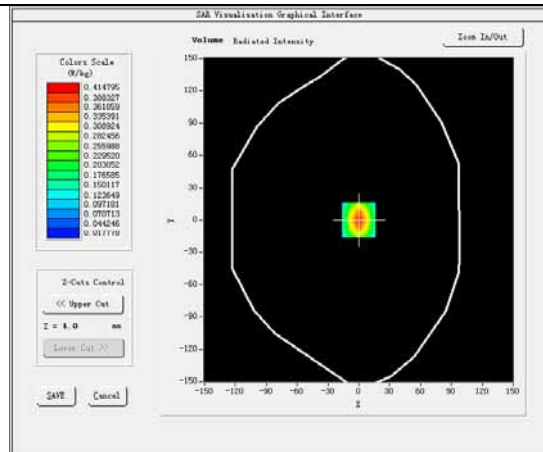 SAR Visualisation Graphical Interface
Volume Radiated Intensity
Zoom In/Out
Colors Scale
(W/kg)
0.414795
0.388327
0.361859
0.335391
0.308924
0.282456
0.255988
0.229520
0.203052
0.176585
0.150117
0.123649
0.097181
0.070713
0.044246
0.017778
150
120
90
60
30
0
-30
-60
-90
-120
-150
Y
-150 -120 -90 -60 -30 0 30 60 90 120 150
X
Z-Cuts Control
<< Upper Cut
Z = 4.0 mm
Lower Cut >>
SAVE Cancel